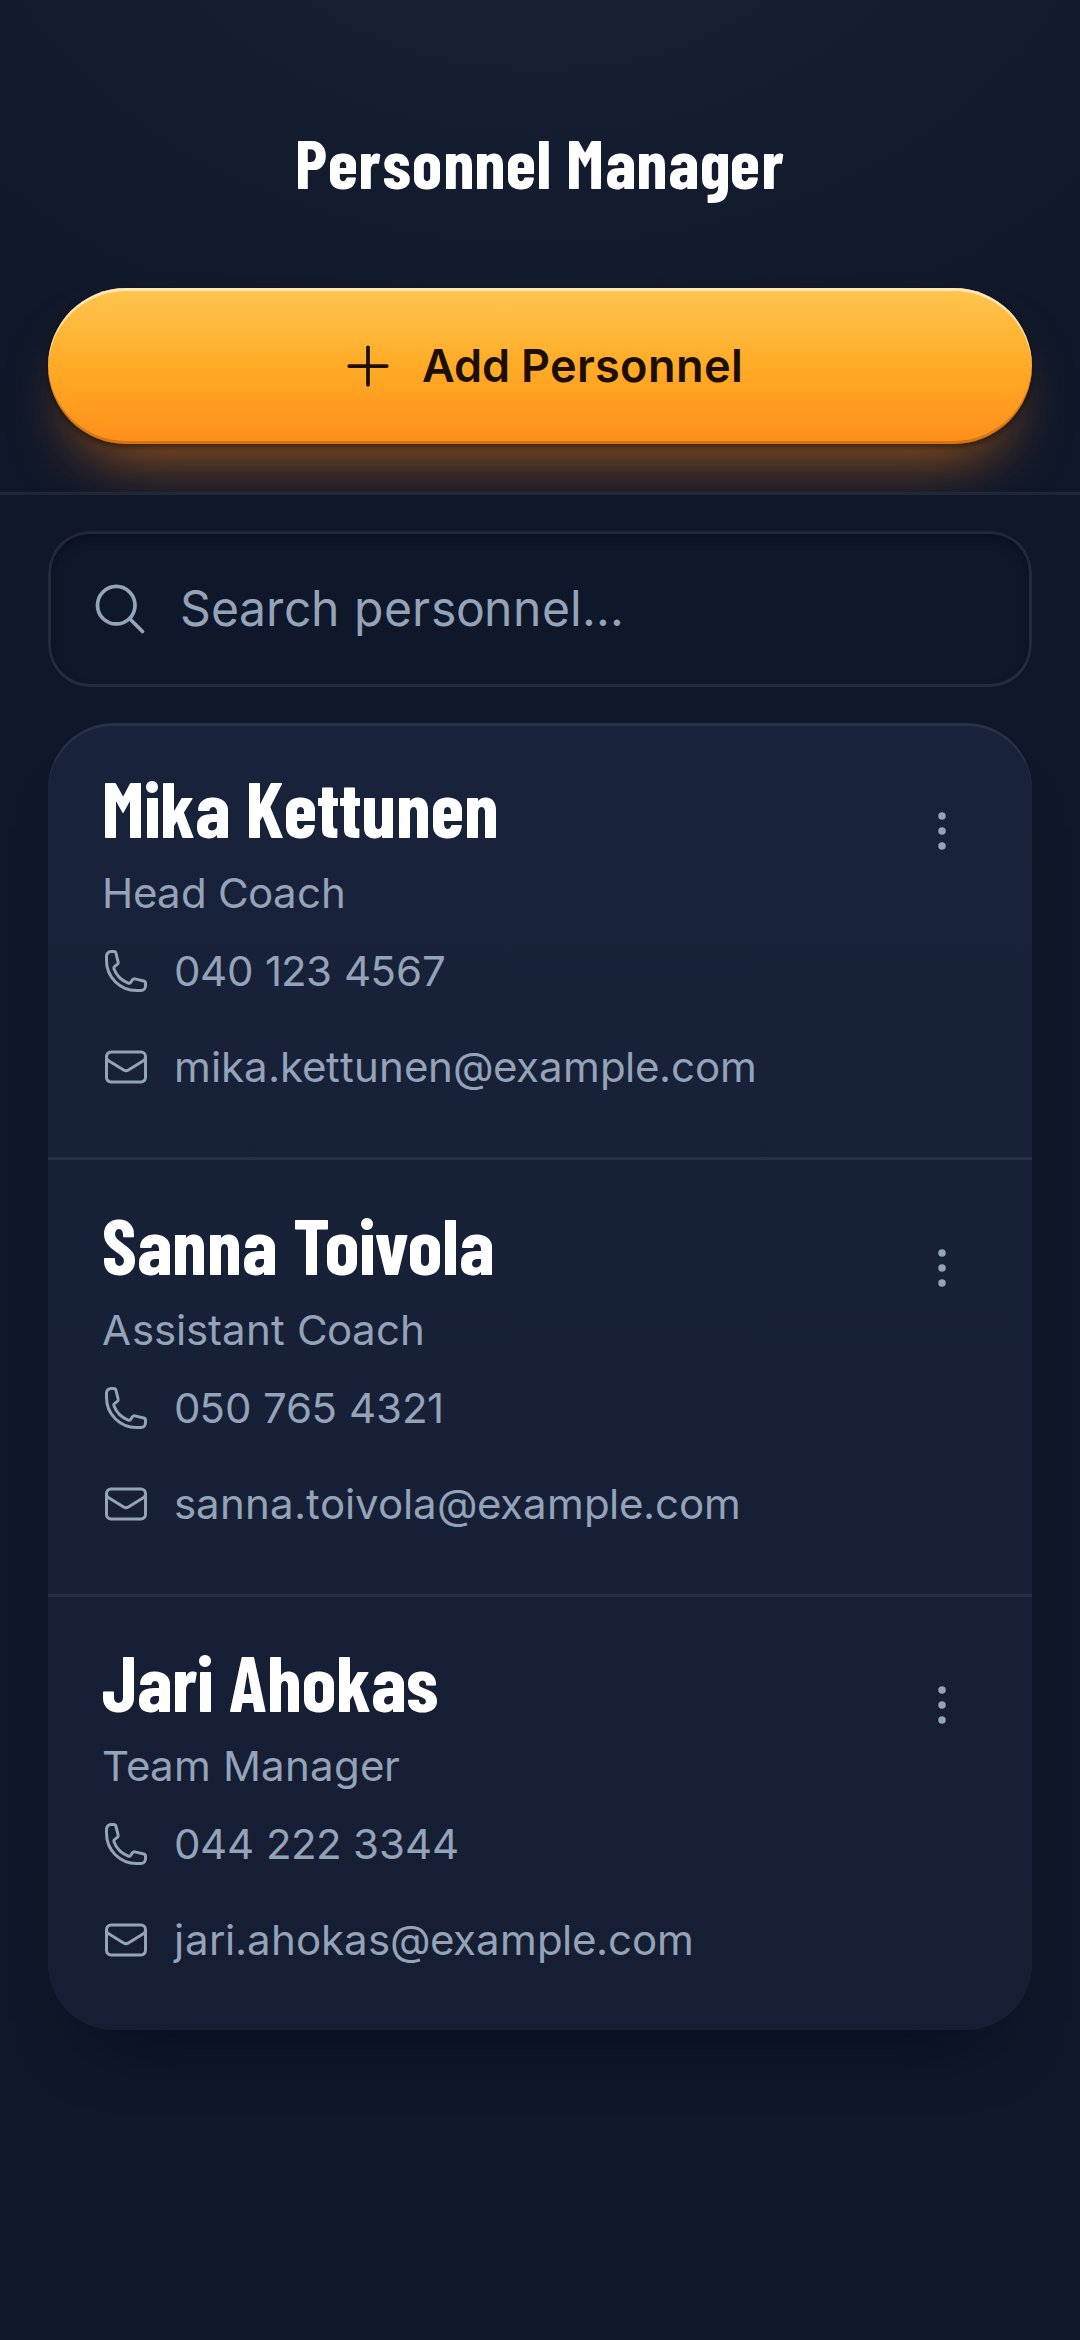 Personnel Manager
Add Personnel
Search personnel...
Mika Kettunen
Head Coach
040 123 4567
mika.kettunen@example.com
Sanna Toivola
Assistant Coach
050 765 4321
sanna.toivola@example.com
Jari Ahokas
Team Manager
044 222 3344
jari.ahokas@example.com